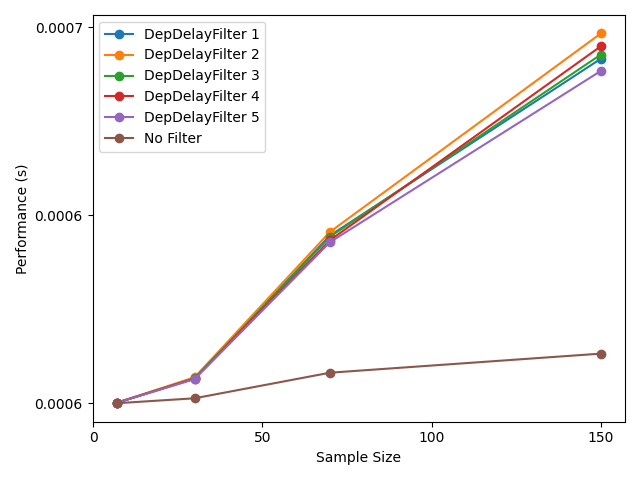 DepDelayFilter 1
DepDelayFilter 2
DepDelayFilter 3
DepDelayFilter 4
DepDelayFilter 5
No Filter
0.0007
0.0006
0.0006
Performance (s)
0
50
100
150
Sample Size